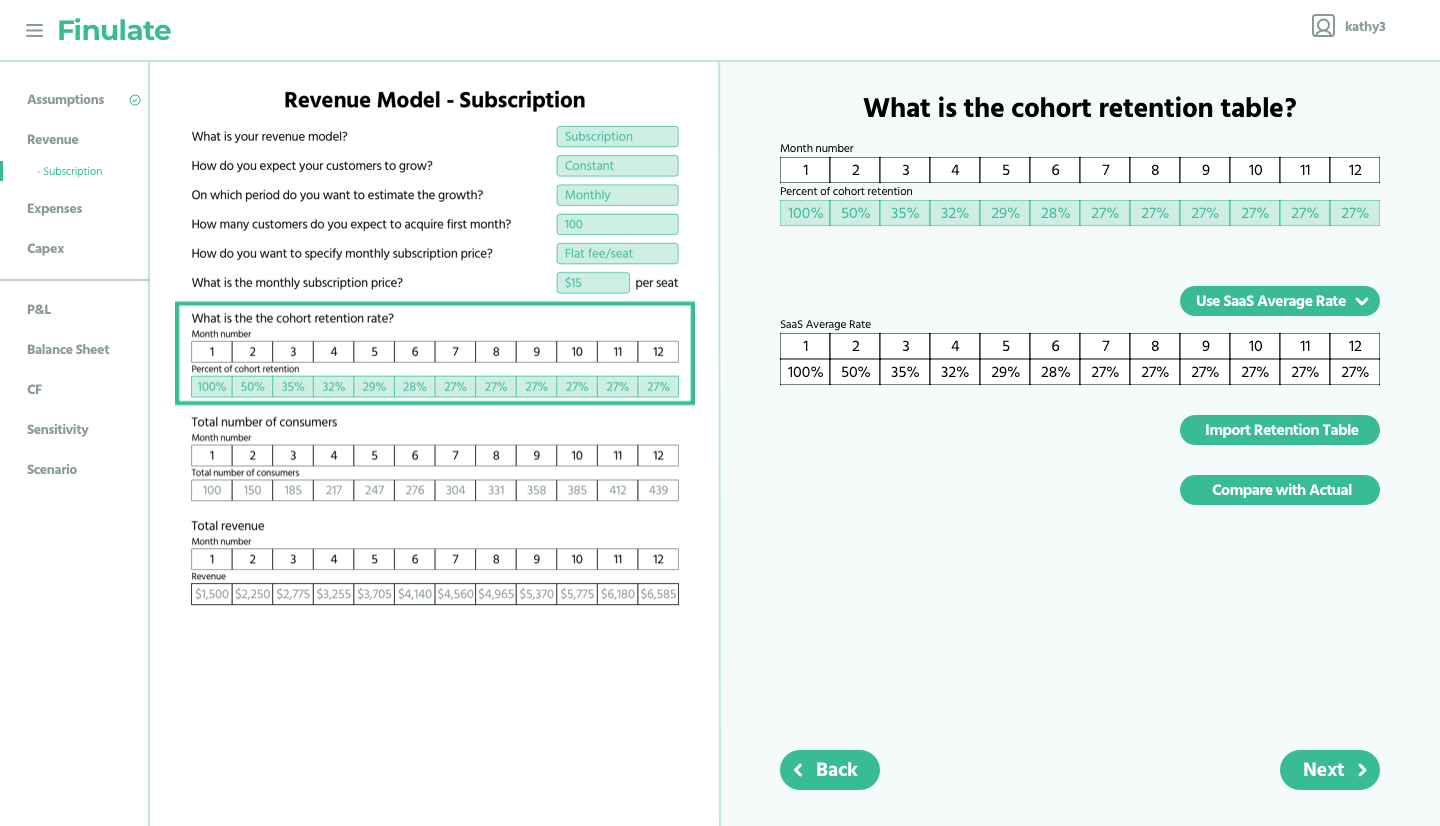 Finulate
kathy3
Assumptions
Revenue
- Subscription
Expenses
Capex
P&L
Balance Sheet
CF
Sensitivity
Scenario
Revenue Model - Subscription
What is your revenue model? Subscription
How do you expect your customers to grow? Constant
On which period do you want to estimate the growth? Monthly
How many customers do you expect to acquire first month? 100
How do you want to specify monthly subscription price? Flat fee/seat
What is the monthly subscription price? $15 per seat
What is the the cohort retention rate?
Month number
1 2 3 4 5 6 7 8 9 10 11 12
Percent of cohort retention
100% 50% 35% 32% 29% 28% 27% 27% 27% 27% 27% 27%
Total number of consumers
Month number
1 2 3 4 5 6 7 8 9 10 11 12
Total number of consumers
100 150 185 217 247 276 304 331 358 385 412 439
Total revenue
Month number
1 2 3 4 5 6 7 8 9 10 11 12
Revenue
$1,500 $2,250 $2,775 $3,255 $3,705 $4,140 $4,560 $4,965 $5,370 $5,775 $6,180 $6,585
What is the cohort retention table?
Month number
1 2 3 4 5 6 7 8 9 10 11 12
Percent of cohort retention
100% 50% 35% 32% 29% 28% 27% 27% 27% 27% 27% 27%
Use SaaS Average Rate
SaaS Average Rate
1 2 3 4 5 6 7 8 9 10 11 12
100% 50% 35% 32% 29% 28% 27% 27% 27% 27% 27% 27%
Import Retention Table
Compare with Actual
Back
Next